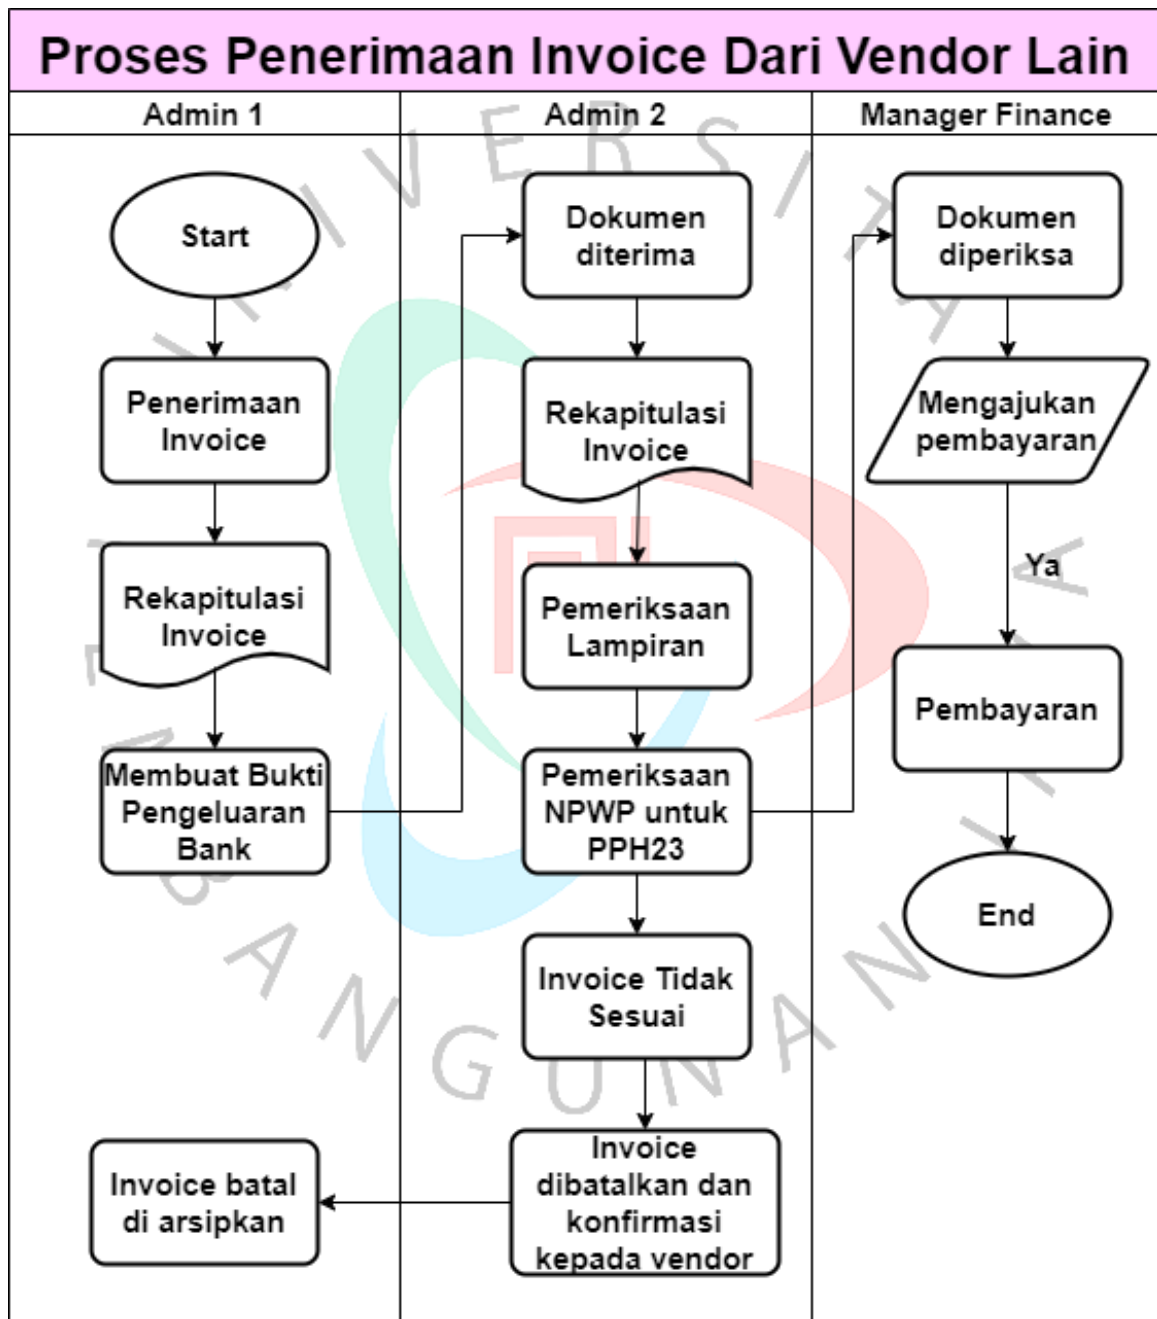 Proses Penerimaan Invoice Dari Vendor Lain
Admin 1
Admin 2
Manager Finance
Start
Penerimaan
Invoice
Rekapitulasi
Invoice
Membuat Bukti
Pengeluaran
Bank
Invoice batal
di arsipkan
Dokumen
diterima
Rekapitulasi
Invoice
Pemeriksaan
Lampiran
Pemeriksaan
NPWP untuk
PPH23
Invoice Tidak
Sesuai
Invoice
dibatalkan dan
konfirmasi
kepada vendor
Dokumen
diperiksa
Mengajukan
pembayaran
Ya
Pembayaran
End